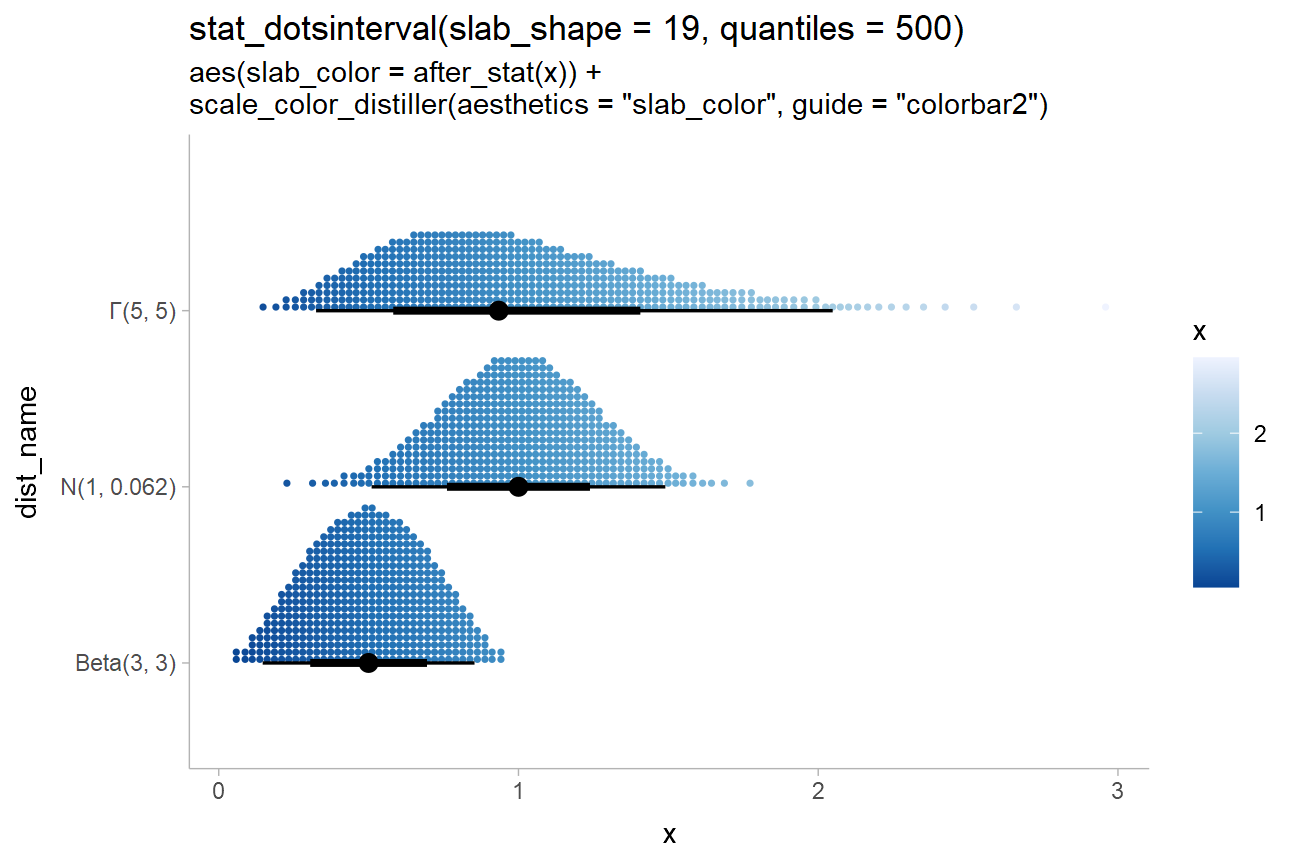 stat_dotsinterval(slab_shape = 19, quantiles = 500)
aes(slab_color = after_stat(x)) +
scale_color_distiller(aesthetics = "slab_color", guide = "colorbar2")
dist_name
Γ(5, 5)
N(1, 0.062)
Beta(3, 3)
0 1 2 3
x
x
2
1